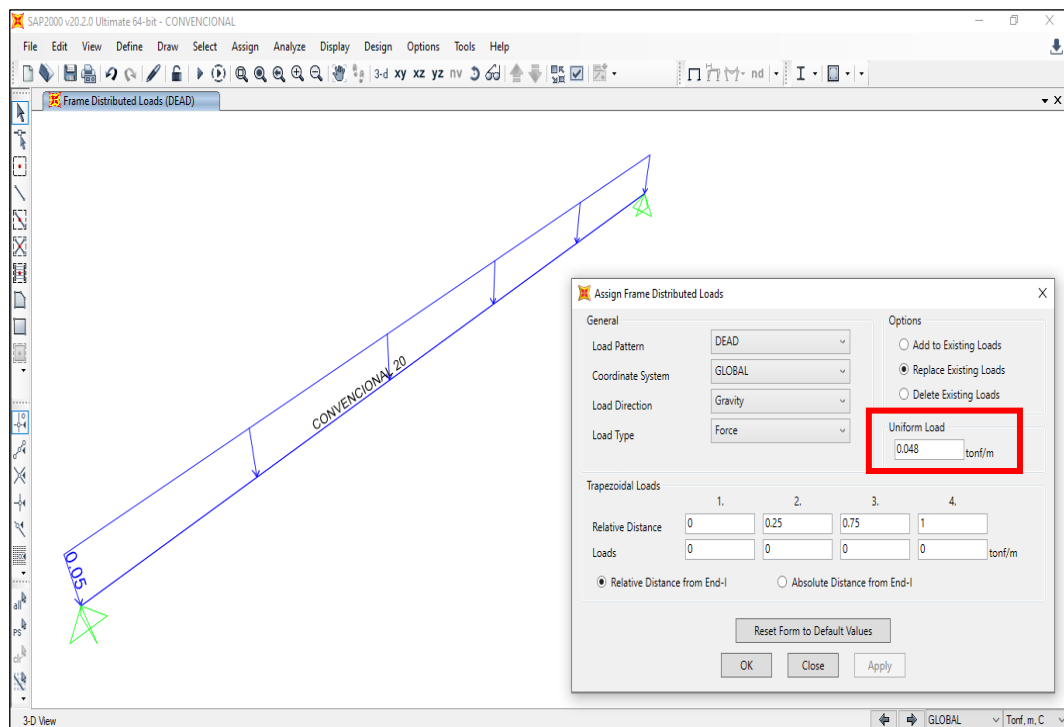 SAP2000 v20.2.0 Ultimate 64-bit - CONVENCIONAL
File Edit View Define Draw Select Assign Analyze Display Design Options Tools Help
3-d xy xz yz nv
nd
Frame Distributed Loads (DEAD)
X
CONVENCIONAL 20
0.05
all
PS
clr
Assign Frame Distributed Loads
X
General
Load Pattern DEAD
Coordinate System GLOBAL
Load Direction Gravity
Load Type Force
Options
Add to Existing Loads
Replace Existing Loads
Delete Existing Loads
Uniform Load
0.048 tonf/m
Trapezoidal Loads
1. 2. 3. 4.
Relative Distance 0 0.25 0.75 1
Loads 0 0 0 0 tonf/m
Relative Distance from End-I Absolute Distance from End-I
Reset Form to Default Values
OK Close Apply
3-D View GLOBAL Tonf, m, C